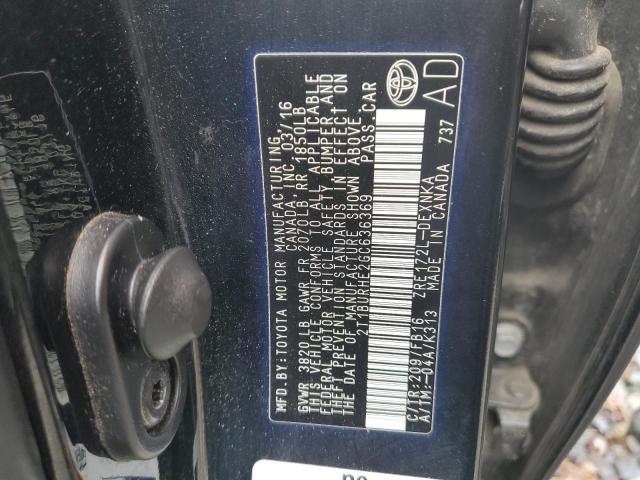 MFD.BY:TOYOTA MOTOR MANUFACTURING
CANADA, INC. 03/16
GVWR 3820 LB GAWR FR 2070LB RR 1850LB
THIS VEHICLE CONFORMS TO ALL APPLICABLE
FEDERAL MOTOR VEHICLE SAFETY, BUMPER, AND
THEFT PREVENTION STANDARDS IN EFFECT ON
THE DATE OF MANUFACTURE SHOWN ABOVE.
2T1BURHE2GC636369 PASS.CAR
C/TR:209/FB16 ZRE172L-DEXNKA
A/TM:-04A/K313 MADE IN CANADA 737
AD